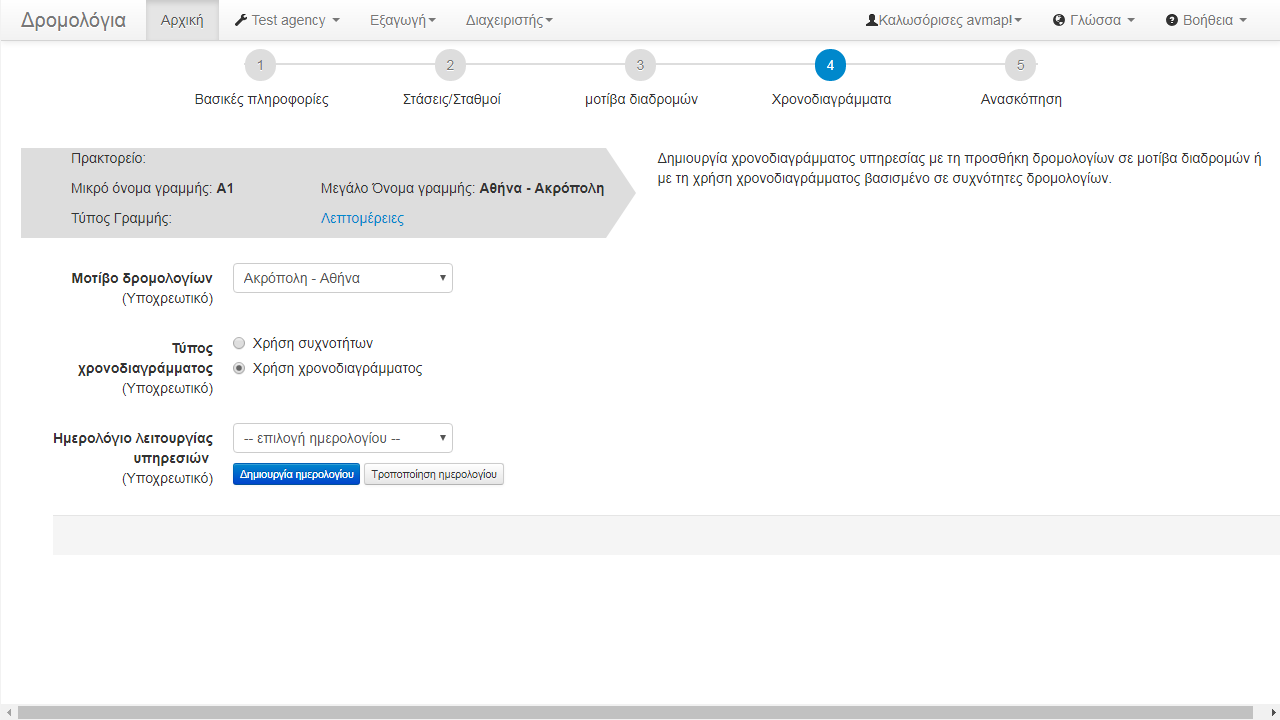 Δρομολόγια Αρχική Test agency Εξαγωγή Διαχειριστής Καλωσόρισες avmap! Γλώσσα Βοήθεια
1 2 3 4 5
Βασικές πληροφορίες Στάσεις/Σταθμοί μοτίβα διαδρομών Χρονοδιαγράμματα Ανασκόπηση
Πρακτορείο:
Μικρό όνομα γραμμής: A1 Μεγάλο Όνομα γραμμής: Αθήνα - Ακρόπολη
Τύπος Γραμμής: Λεπτομέρειες
Δημιουργία χρονοδιαγράμματος υπηρεσίας με τη προσθήκη δρομολογίων σε μοτίβα διαδρομών ή
με τη χρήση χρονοδιαγράμματος βασισμένο σε συχνότητες δρομολογίων.
Μοτίβο δρομολογίων
(Υποχρεωτικό)
Ακρόπολη - Αθήνα
Τύπος
χρονοδιαγράμματος
(Υποχρεωτικό)
Χρήση συχνοτήτων
Χρήση χρονοδιαγράμματος
Ημερολόγιο λειτουργίας
υπηρεσιών
(Υποχρεωτικό)
-- επιλογή ημερολογίου --
Δημιουργία ημερολογίου Τροποποίηση ημερολογίου